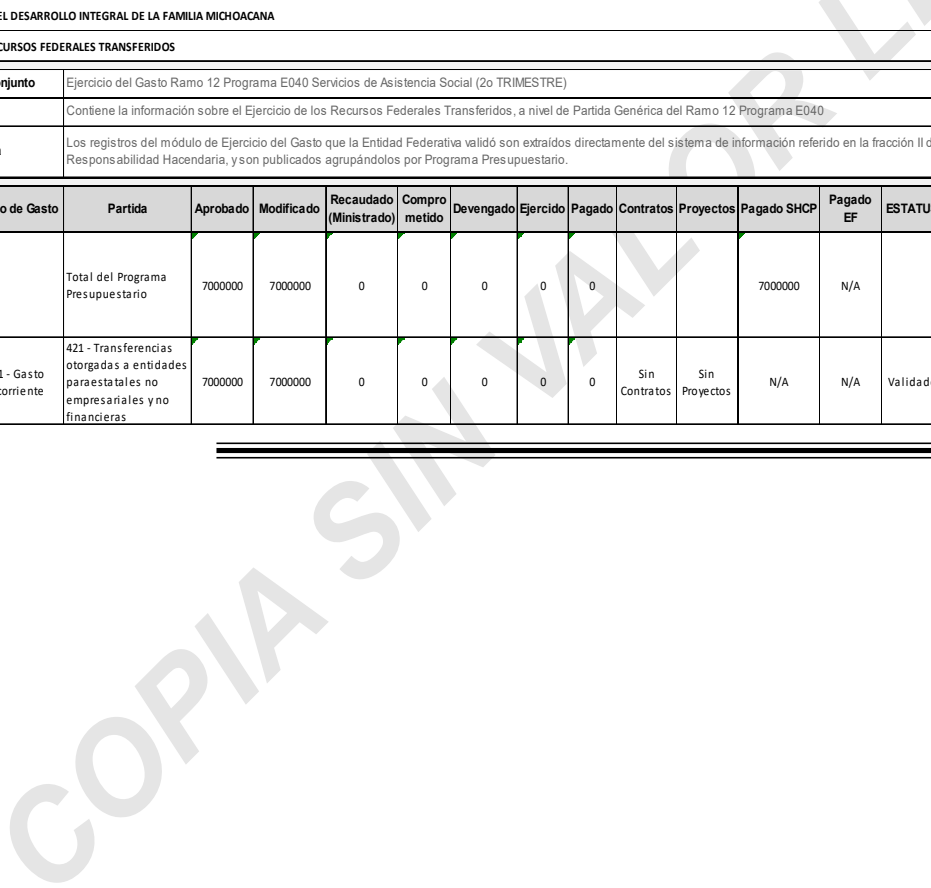 EL DESARROLLO INTEGRAL DE LA FAMILIA MICHOACANA
CURSOS FEDERALES TRANSFERIDOS
onjunto Ejercicio del Gasto Ramo 12 Programa E040 Servicios de Asistencia Social (2o TRIMESTRE)
Contiene la información sobre el Ejercicio de los Recursos Federales Transferidos, a nivel de Partida Genérica del Ramo 12 Programa E040
Los registros del módulo de Ejercicio del Gasto que la Entidad Federativa validó son extraídos directamente del sistema de información referido en la fracción II d
Responsabilidad Hacendaria, y son publicados agrupándolos por Programa Presupuestario.
o de Gasto Partida Aprobado Modificado Recaudado (Ministrado) Compro metido Devengado Ejercido Pagado Contratos Proyectos Pagado SHCP Pagado EF ESTATU
Total del Programa
Presupuestario 7000000 7000000 0 0 0 0 0 7000000 N/A
1 - Gasto
corriente
421 - Transferencias
otorgadas a entidades
paraestatales no
empresariales y no
financieras
7000000 7000000 0 0 0 0 0 Sin Contratos Sin Proyectos N/A N/A Validado
COPIA SIN VALOR LE